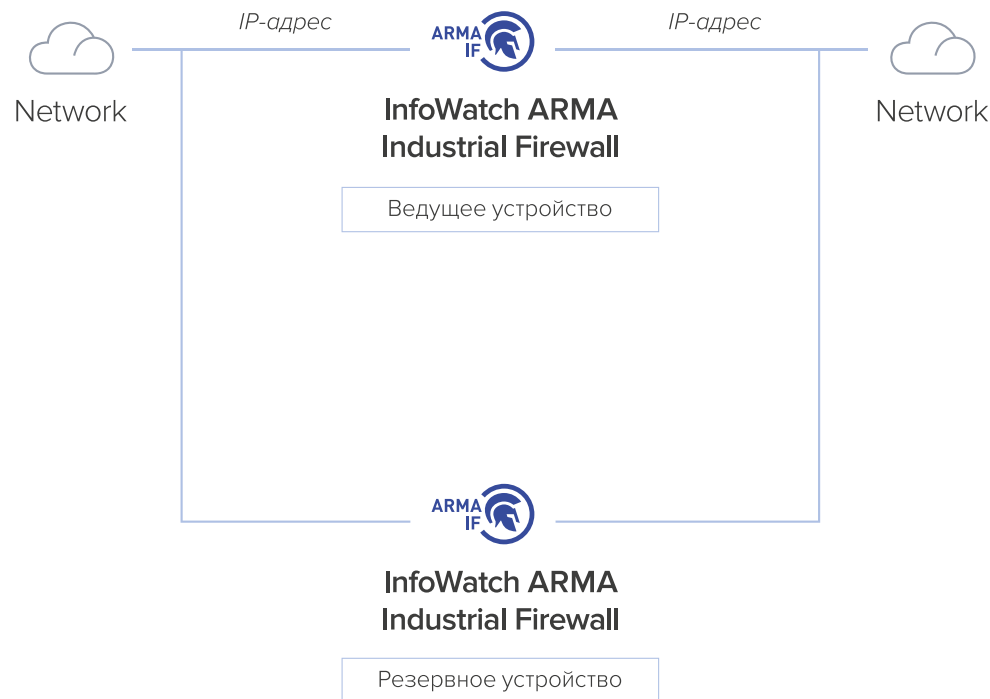 IP-адрес
IP-адрес
ARMA
IF
Network
Network
InfoWatch ARMA
Industrial Firewall
Ведущее устройство
ARMA
IF
InfoWatch ARMA
Industrial Firewall
Резервное устройство